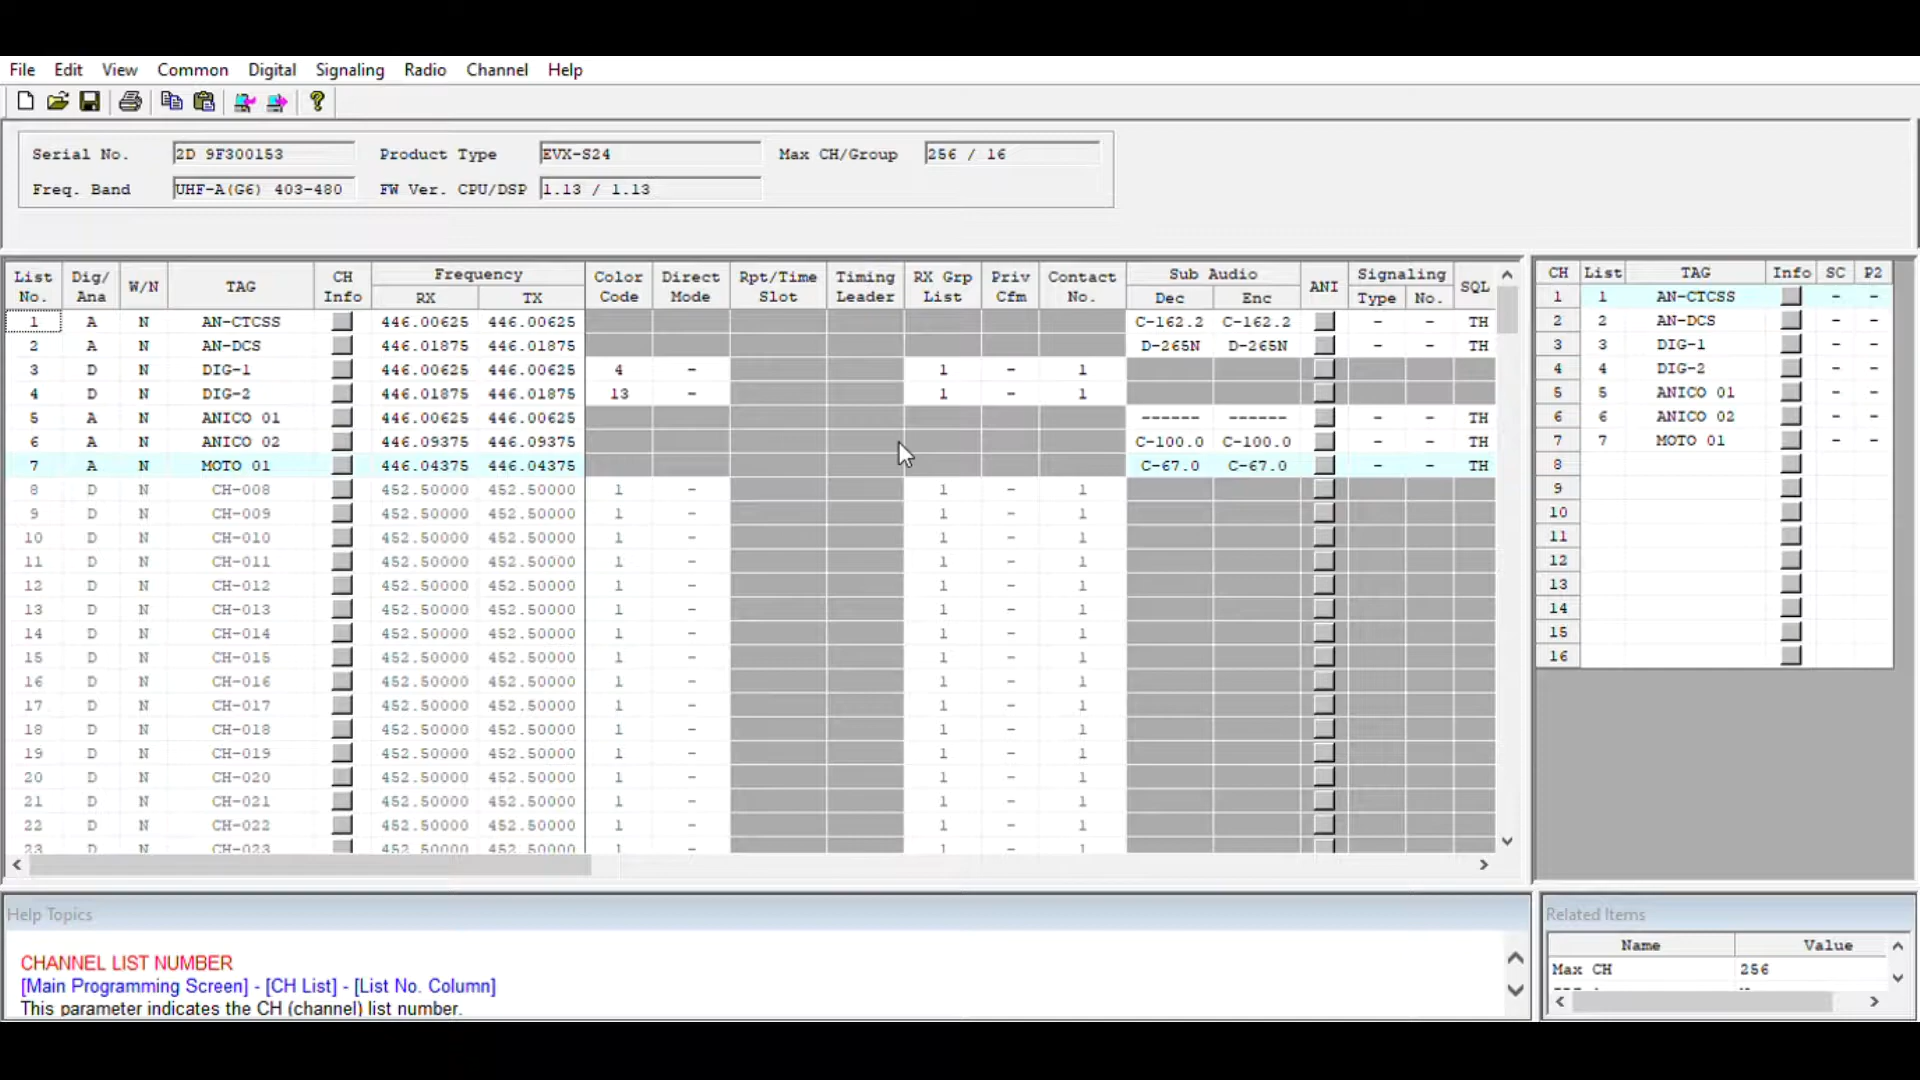 File Edit View Common Digital Signaling Radio Channel Help
Serial No. 2D 9F300153 Product Type EVX-S24 Max CH/Group 256 / 16
Freq. Band UHF-A(G6) 403-480 FW Ver. CPU/DSP 1.13 / 1.13
List No. Dig/Ana W/N TAG CH Info Frequency RX TX Color Code Direct Mode Rpt/Time Slot Timing Leader RX Grp List Priv Cfm Contact No. Sub Audio Dec Enc ANI Signaling Type No. SQL
1 A N AN-CTCSS 446.00625 446.00625 C-162.2 C-162.2 - - TH
2 A N AN-DCS 446.01875 446.01875 D-265N D-265N - - TH
3 D N DIG-1 446.00625 446.00625 4 - 1 - 1
4 D N DIG-2 446.01875 446.01875 13 - 1 - 1
5 A N ANICO 01 446.00625 446.00625 ------ ------ - - TH
6 A N ANICO 02 446.09375 446.09375 C-100.0 C-100.0 - - TH
7 A N MOTO 01 446.04375 446.04375 C-67.0 C-67.0 - - TH
8 D N CH-008 452.50000 452.50000 1 - 1 - 1
9 D N CH-009 452.50000 452.50000 1 - 1 - 1
10 D N CH-010 452.50000 452.50000 1 - 1 - 1
11 D N CH-011 452.50000 452.50000 1 - 1 - 1
12 D N CH-012 452.50000 452.50000 1 - 1 - 1
13 D N CH-013 452.50000 452.50000 1 - 1 - 1
14 D N CH-014 452.50000 452.50000 1 - 1 - 1
15 D N CH-015 452.50000 452.50000 1 - 1 - 1
16 D N CH-016 452.50000 452.50000 1 - 1 - 1
17 D N CH-017 452.50000 452.50000 1 - 1 - 1
18 D N CH-018 452.50000 452.50000 1 - 1 - 1
19 D N CH-019 452.50000 452.50000 1 - 1 - 1
20 D N CH-020 452.50000 452.50000 1 - 1 - 1
21 D N CH-021 452.50000 452.50000 1 - 1 - 1
22 D N CH-022 452.50000 452.50000 1 - 1 - 1
23 D N CH-023 452.50000 452.50000 1 - 1 - 1
CH List TAG Info SC P2
1 1 AN-CTCSS - -
2 2 AN-DCS - -
3 3 DIG-1 - -
4 4 DIG-2 - -
5 5 ANICO 01 - -
6 6 ANICO 02 - -
7 7 MOTO 01 - -
8
9
10
11
12
13
14
15
16
Help Topics
CHANNEL LIST NUMBER
[Main Programming Screen] - [CH List] - [List No. Column]
This parameter indicates the CH (channel) list number.
Related Items
Name Value
Max CH 256